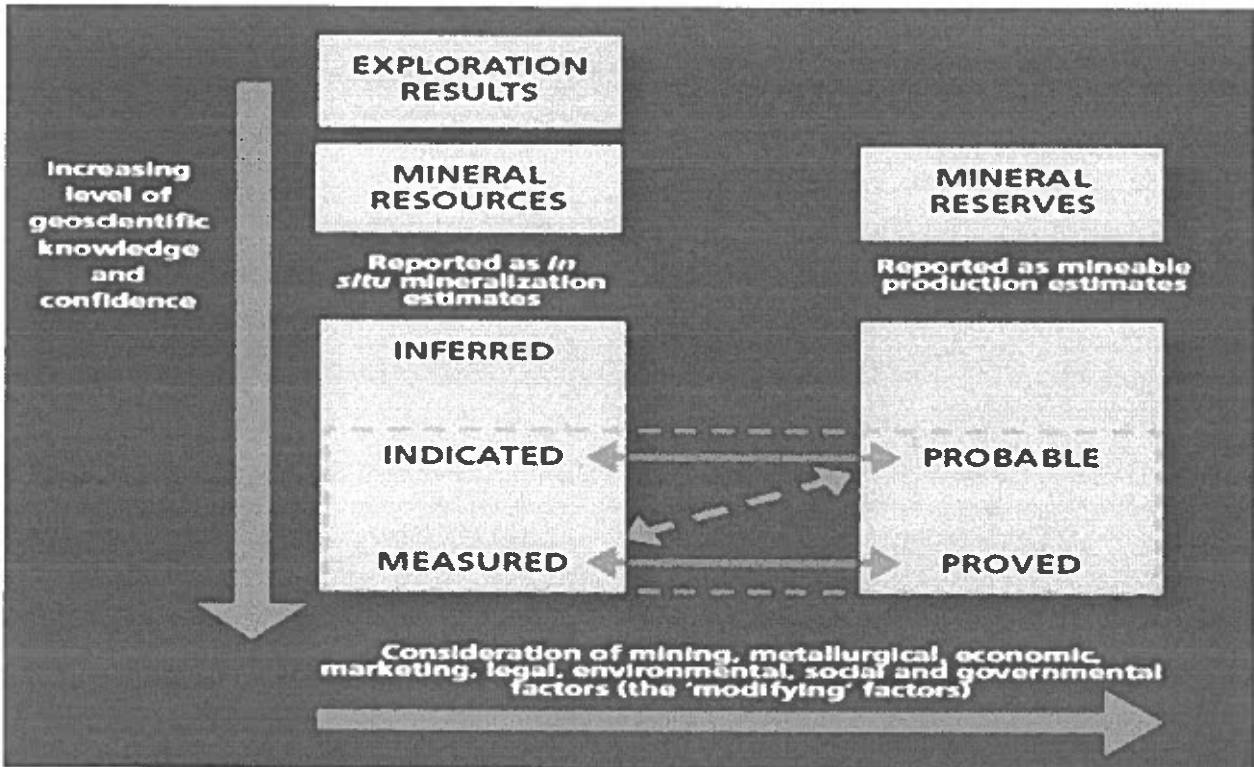 EXPLORATION
RESULTS
Increasing
level of
geosdentific
knowledge
and
confidence
MINERAL
RESOURCES
MINERAL
RESERVES
Reported as in
situ mineralization
estimates
Reported as mineable
production estimates
INFERRED
INDICATED
PROBABLE
MEASURED
PROVED
Consideration of mining, metallurgical, economic,
marketing, legal, environmental, social and governmental
factors (the 'modifying' factors)